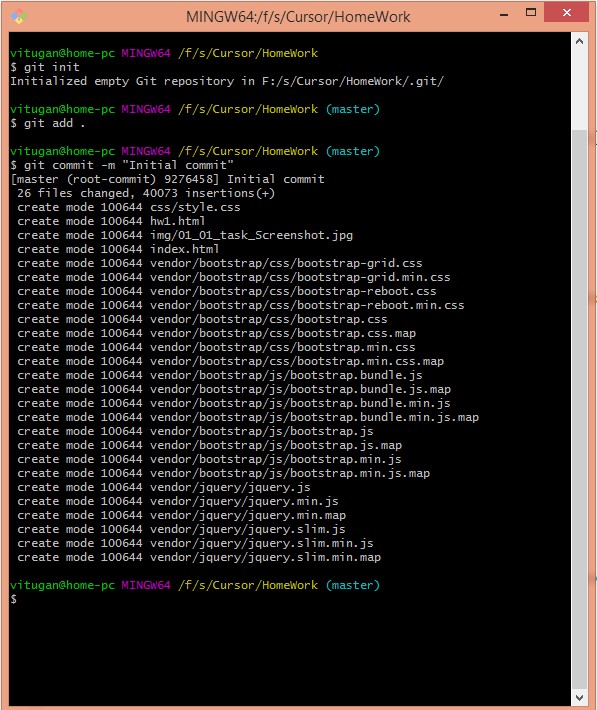 MINGW64:/f/s/Cursor/HomeWork
vitugan@home-pc MINGW64 /f/s/Cursor/HomeWork
$ git init
Initialized empty Git repository in F:/s/Cursor/HomeWork/.git/
vitugan@home-pc MINGW64 /f/s/Cursor/HomeWork (master)
$ git add .
vitugan@home-pc MINGW64 /f/s/Cursor/HomeWork (master)
$ git commit -m "Initial commit"
[master (root-commit) 9276458] Initial commit
 26 files changed, 40073 insertions(+)
 create mode 100644 css/style.css
 create mode 100644 hw1.html
 create mode 100644 img/01_01_task_Screenshot.jpg
 create mode 100644 index.html
 create mode 100644 vendor/bootstrap/css/bootstrap-grid.css
 create mode 100644 vendor/bootstrap/css/bootstrap-grid.min.css
 create mode 100644 vendor/bootstrap/css/bootstrap-reboot.css
 create mode 100644 vendor/bootstrap/css/bootstrap-reboot.min.css
 create mode 100644 vendor/bootstrap/css/bootstrap.css
 create mode 100644 vendor/bootstrap/css/bootstrap.css.map
 create mode 100644 vendor/bootstrap/css/bootstrap.min.css
 create mode 100644 vendor/bootstrap/css/bootstrap.min.css.map
 create mode 100644 vendor/bootstrap/js/bootstrap.bundle.js
 create mode 100644 vendor/bootstrap/js/bootstrap.bundle.js.map
 create mode 100644 vendor/bootstrap/js/bootstrap.bundle.min.js
 create mode 100644 vendor/bootstrap/js/bootstrap.bundle.min.js.map
 create mode 100644 vendor/bootstrap/js/bootstrap.js
 create mode 100644 vendor/bootstrap/js/bootstrap.js.map
 create mode 100644 vendor/bootstrap/js/bootstrap.min.js
 create mode 100644 vendor/bootstrap/js/bootstrap.min.js.map
 create mode 100644 vendor/jquery/jquery.js
 create mode 100644 vendor/jquery/jquery.min.js
 create mode 100644 vendor/jquery/jquery.min.map
 create mode 100644 vendor/jquery/jquery.slim.js
 create mode 100644 vendor/jquery/jquery.slim.min.js
 create mode 100644 vendor/jquery/jquery.slim.min.map
vitugan@home-pc MINGW64 /f/s/Cursor/HomeWork (master)
$